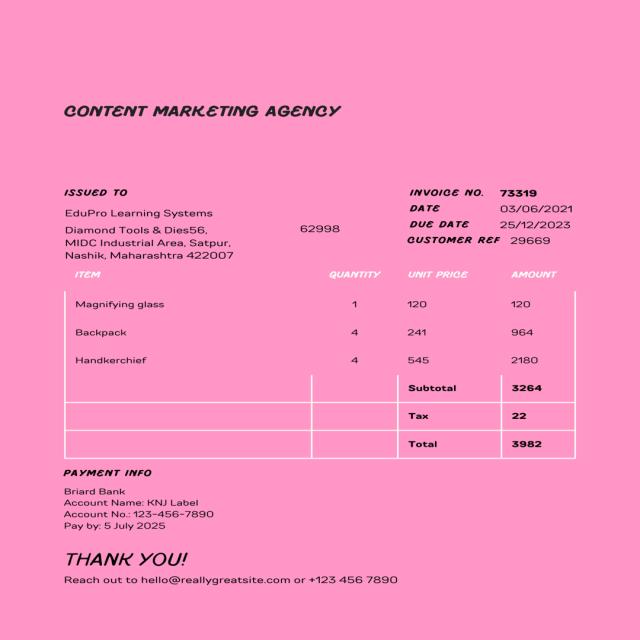 CONTENT MARKETING AGENCY
ISSUED TO
EduPro Learning Systems
Diamond Tools & Dies56,
MIDC Industrial Area, Satpur,
Nashik, Maharashtra 422007
62998
INVOICE NO. 73319
DATE 03/06/2021
DUE DATE 25/12/2023
CUSTOMER REF 29669
ITEM QUANTITY UNIT PRICE AMOUNT
Magnifying glass 1 120 120
Backpack 4 241 964
Handkerchief 4 545 2180
Subtotal 3264
Tax 22
Total 3982
PAYMENT INFO
Briard Bank
Account Name: KNJ Label
Account No.: 123-456-7890
Pay by: 5 July 2025
THANK YOU!
Reach out to hello@reallygreatsite.com or +123 456 7890